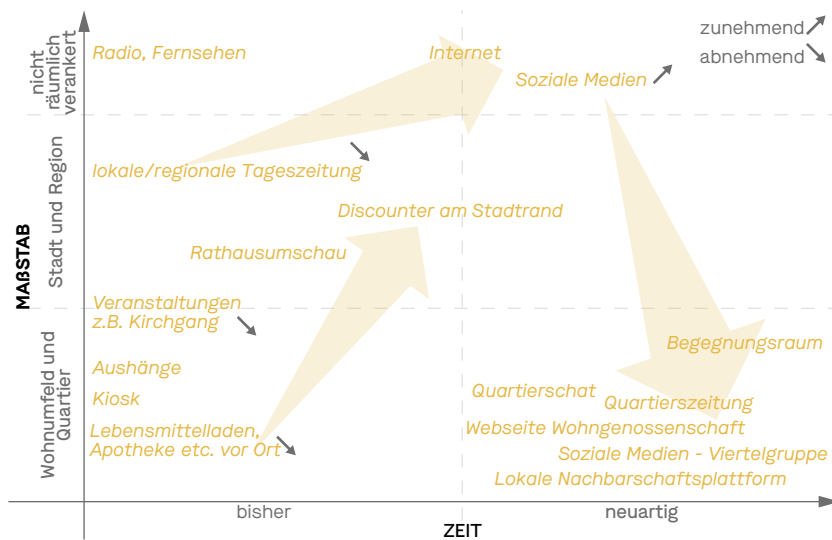 zunehmend
abnehmend
nicht
räumlich
verankert
Radio, Fernsehen
Internet
Soziale Medien
MAẞSTAB
Stadt und Region
lokale/regionale Tageszeitung
Discounter am Stadtrand
Rathausumschau
Wohnumfeld und
Quartier
Veranstaltungen
z.B. Kirchgang
Aushänge
Kiosk
Lebensmittelladen,
Apotheke etc. vor Ort
Begegnungsraum
Quartierschat
Quartierszeitung
Webseite Wohngenossenschaft
Soziale Medien - Viertelgruppe
Lokale Nachbarschaftsplattform
bisher
neuartig
ZEIT